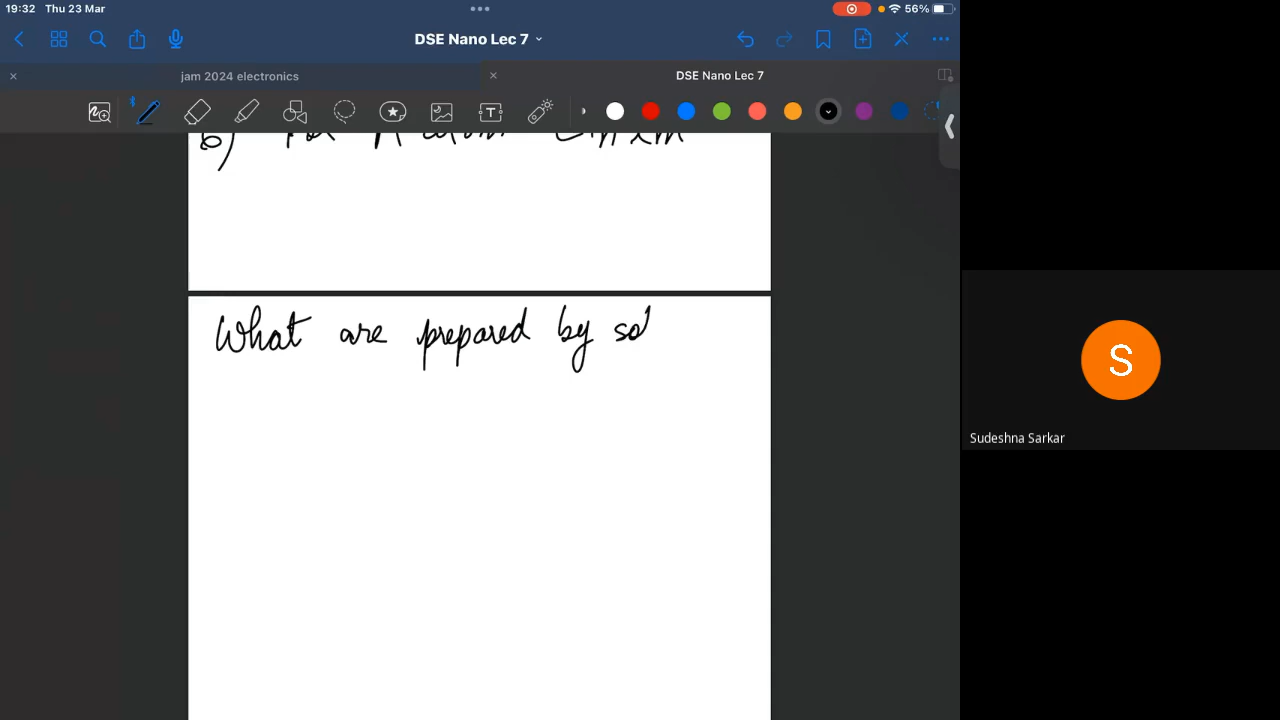 19:32 Thu 23 Mar
56%
DSE Nano Lec 7
jam 2024 electronics
DSE Nano Lec 7
What are prepared by sol
S
Sudeshna Sarkar